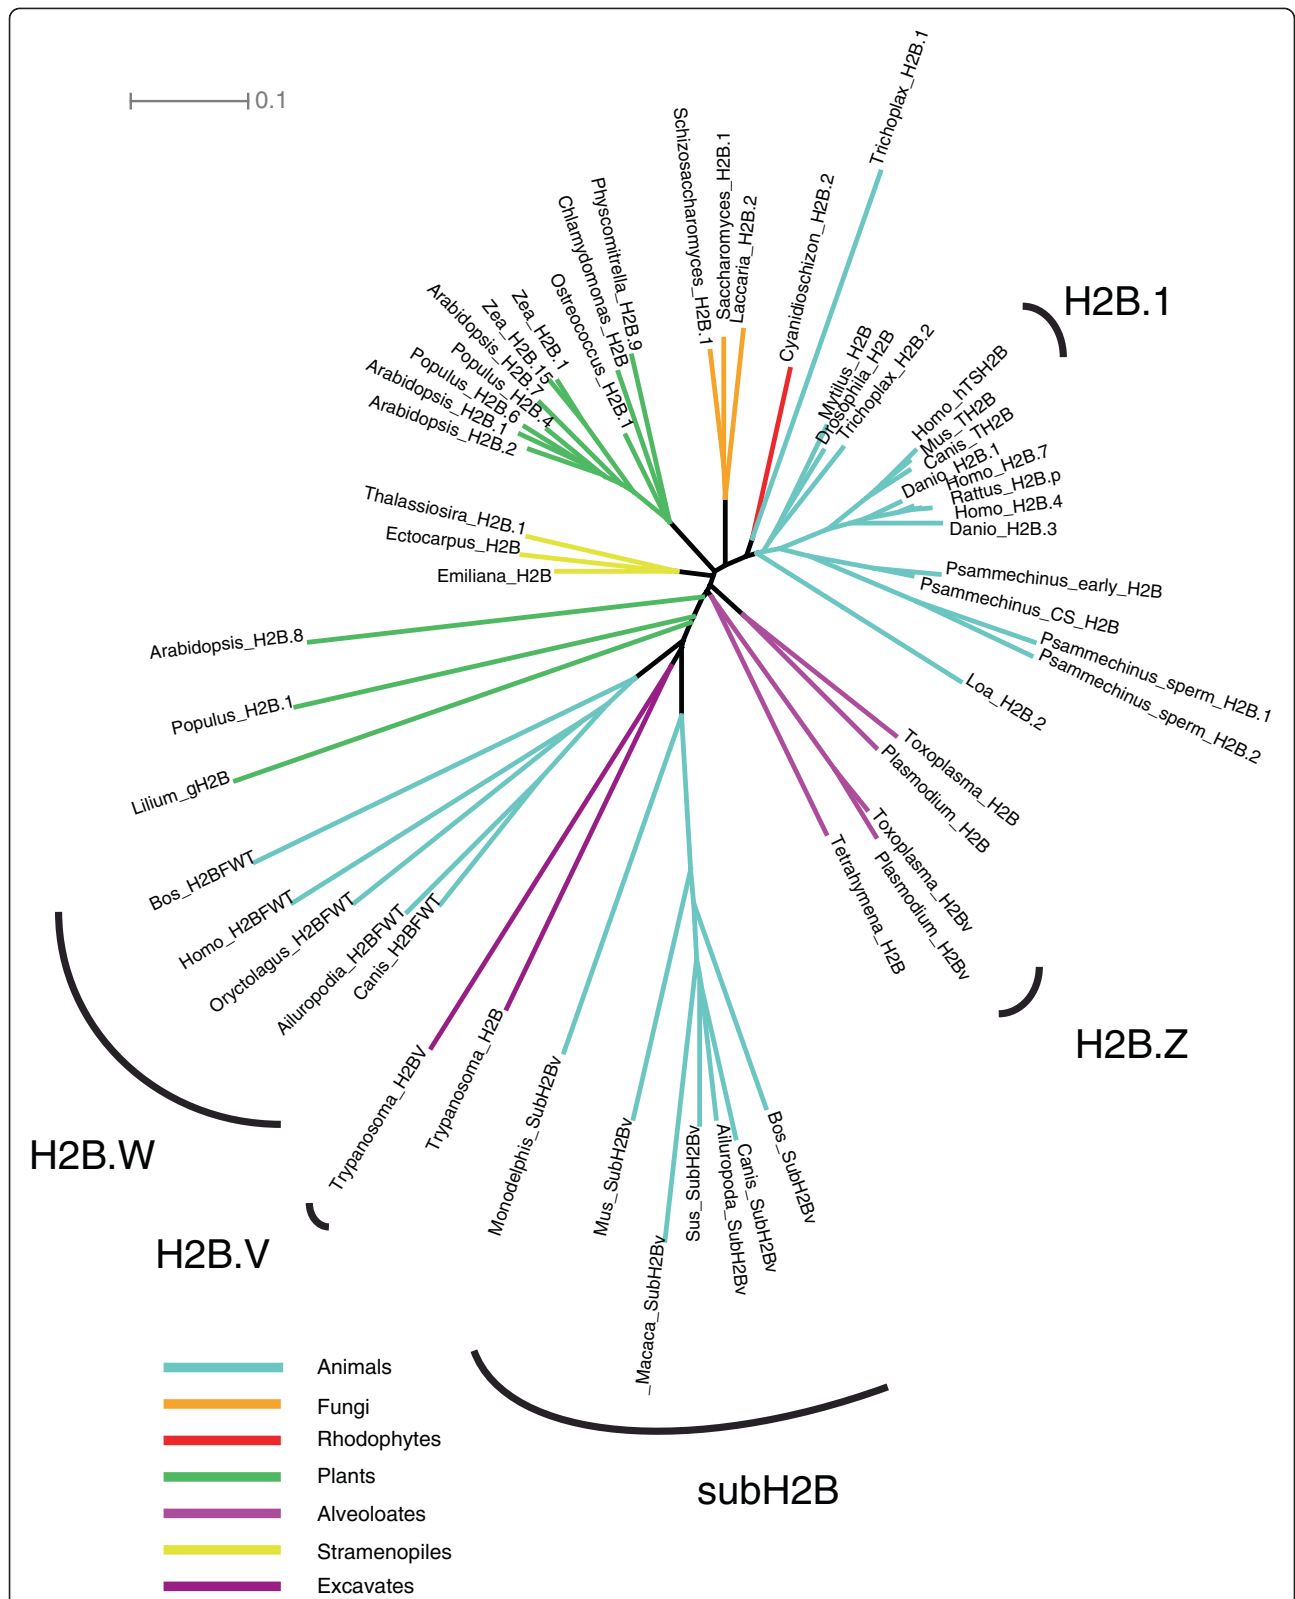 0.1
Trichoplax_H2B.1
Schizosaccharomyces_H2B.1
Saccharomyces_H2B.1
Laccaria_H2B.2
Cyanidioschizon_H2B.2
Physcomitrella_H2B.9
Chlamydomonas_H2B
Ostreococcus_H2B.1
Zea_H2B.1
Zea_H2B.15
Arabidopsis_H2B.7
Populus_H2B.4
Populus_H2B.6
Arabidopsis_H2B.1
Arabidopsis_H2B.2
Mytilus_H2B
Drosophila_H2B
Trichoplax_H2B.2
H2B.1
Homo_hTSH2B
Mus_TH2B
Canis_TH2B
Danio_H2B.1
Homo_H2B.7
Rattus_H2B.p
Homo_H2B.4
Danio_H2B.3
Psammechinus_early_H2B
Psammechinus_CS_H2B
Psammechinus_sperm_H2B.1
Psammechinus_sperm_H2B.2
Loa_H2B.2
Thalassiosira_H2B.1
Ectocarpus_H2B
Emiliana_H2B
Arabidopsis_H2B.8
Populus_H2B.1
Lilium_gH2B
Toxoplasma_H2B
Plasmodium_H2B
Toxoplasma_H2Bv
Plasmodium_H2Bv
Tetrahymena_H2B
H2B.Z
Bos_H2BFWT
Homo_H2BFWT
Oryctolagus_H2BFWT
Ailuropodia_H2BFWT
Canis_H2BFWT
H2B.W
Trypanosoma_H2BV
Trypanosoma_H2B
H2B.V
Monodelphis_SubH2Bv
Mus_SubH2Bv
_Macaca_SubH2Bv
Sus_SubH2Bv
Ailuropoda_SubH2Bv
Canis_SubH2Bv
Bos_SubH2Bv
subH2B
Animals
Fungi
Rhodophytes
Plants
Alveoloates
Stramenopiles
Excavates